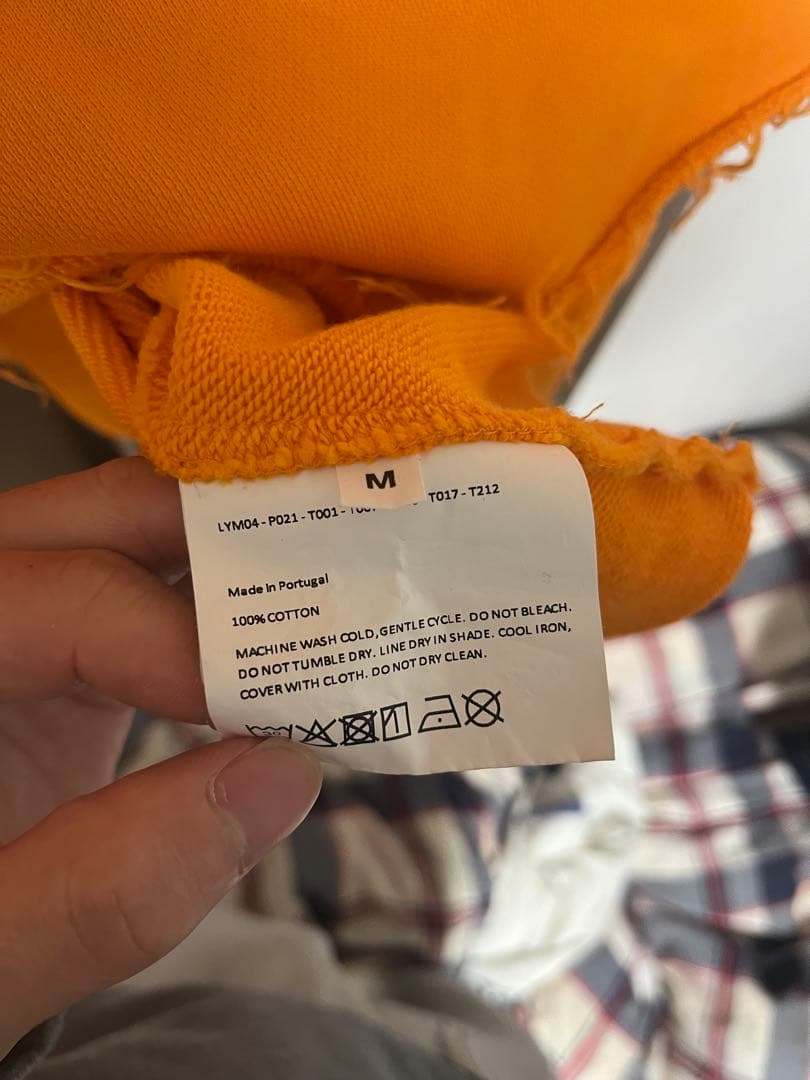 M
LYM04 - P021 - T001 - T017 - T212
Made in Portugal
100% COTTON
MACHINE WASH COLD, GENTLE CYCLE. DO NOT BLEACH.
DO NOT TUMBLE DRY. LINE DRY IN SHADE. COOL IRON,
COVER WITH CLOTH. DO NOT DRY CLEAN.